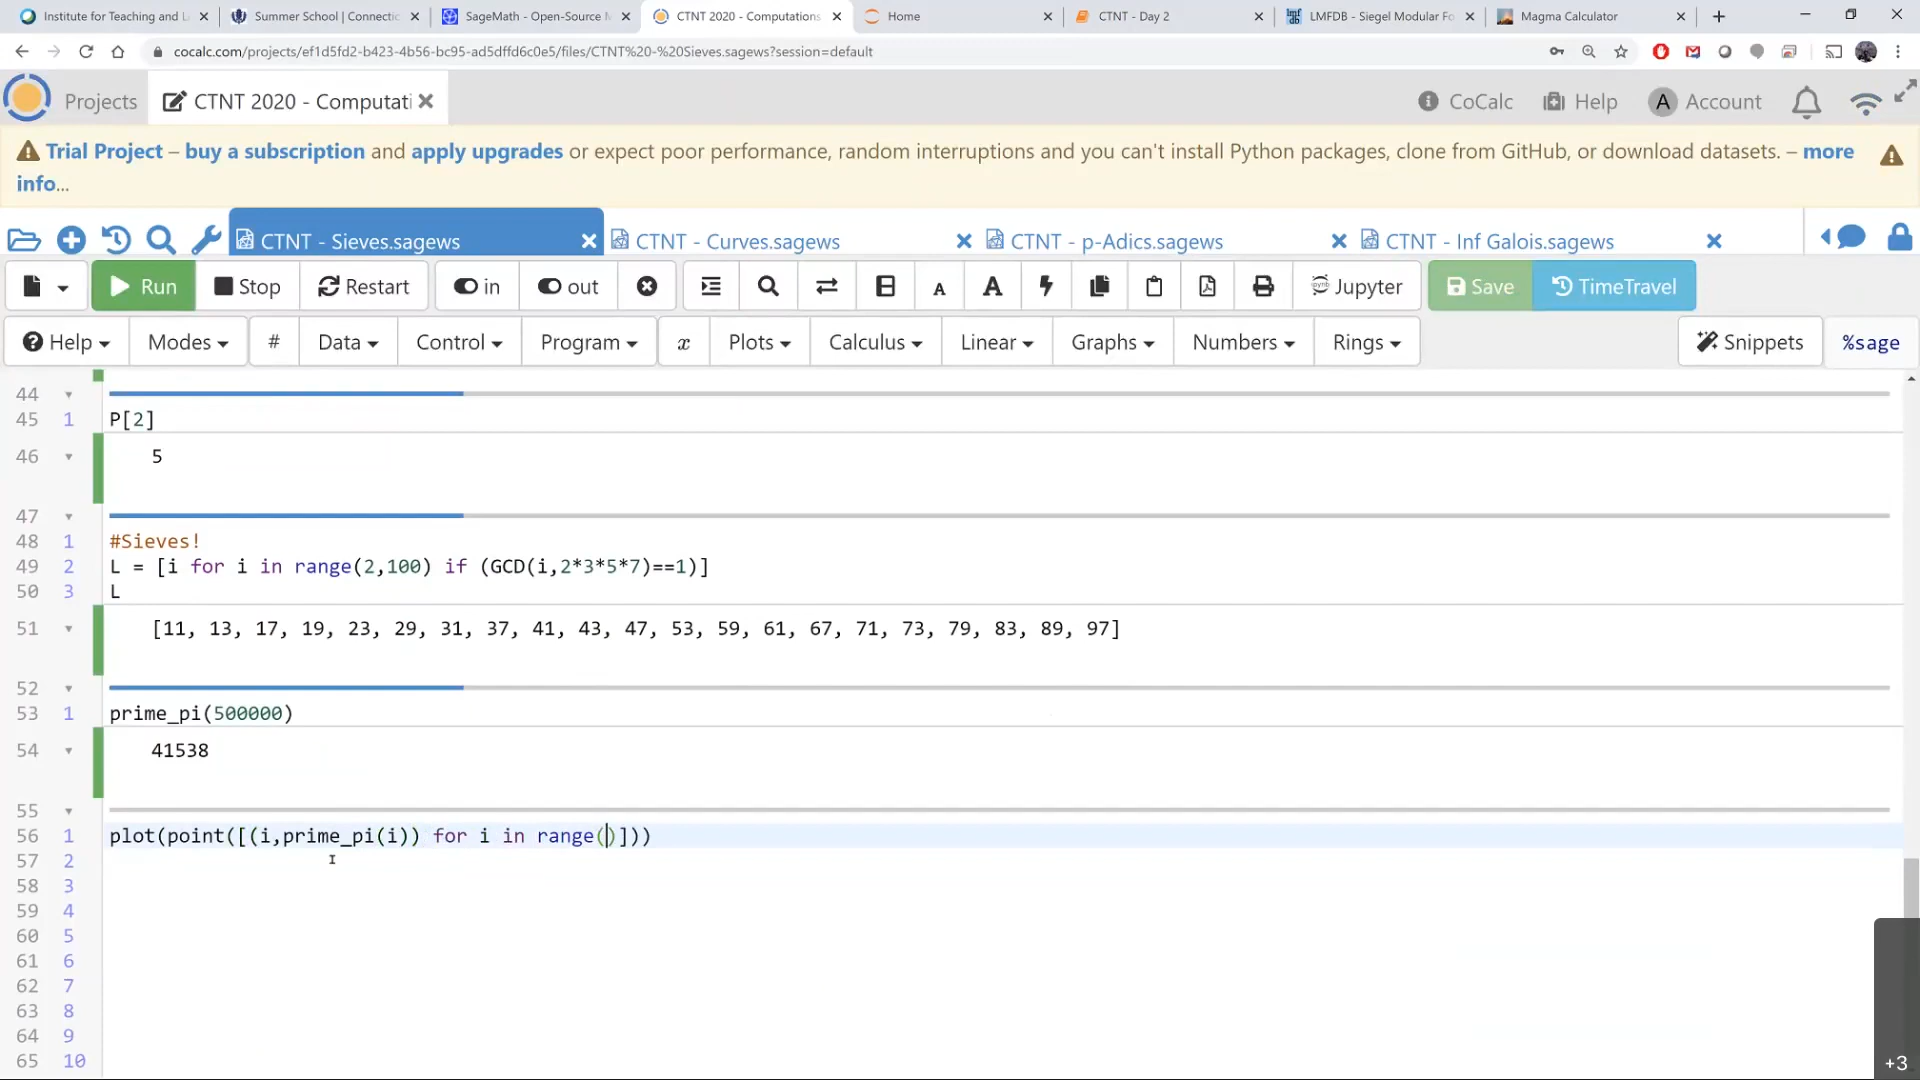 Institute for Teaching and L
Summer School | Connectic
SageMath - Open-Source M
CTNT 2020 - Computations
Home
CTNT - Day 2
LMFDB - Siegel Modular Fo
Magma Calculator
cocalc.com/projects/ef1d5fd2-b423-4b56-bc95-ad5dffd6c0e5/files/CTNT%20-%20Sieves.sagews?session=default
Projects
CTNT 2020 - Computati
CoCalc
Help
A Account
Trial Project – buy a subscription and apply upgrades or expect poor performance, random interruptions and you can't install Python packages, clone from GitHub, or download datasets. – more
info...
CTNT - Sieves.sagews
CTNT - Curves.sagews
CTNT - p-Adics.sagews
CTNT - Inf Galois.sagews
Run
Stop
Restart
in
out
A
A
Jupyter
Save
TimeTravel
Help
Modes
#
Data
Control
Program
x
Plots
Calculus
Linear
Graphs
Numbers
Rings
Snippets
%sage
44
45 1 P[2]
46 5
47
48 1 #Sieves!
49 2 L = [i for i in range(2,100) if (GCD(i,2*3*5*7)==1)]
50 3 L
51 [11, 13, 17, 19, 23, 29, 31, 37, 41, 43, 47, 53, 59, 61, 67, 71, 73, 79, 83, 89, 97]
52
53 1 prime_pi(500000)
54 41538
55
56 1 plot(point([(i,prime_pi(i)) for i in range()]))
57 2
58 3
59 4
60 5
61 6
62 7
63 8
64 9
65 10
+3